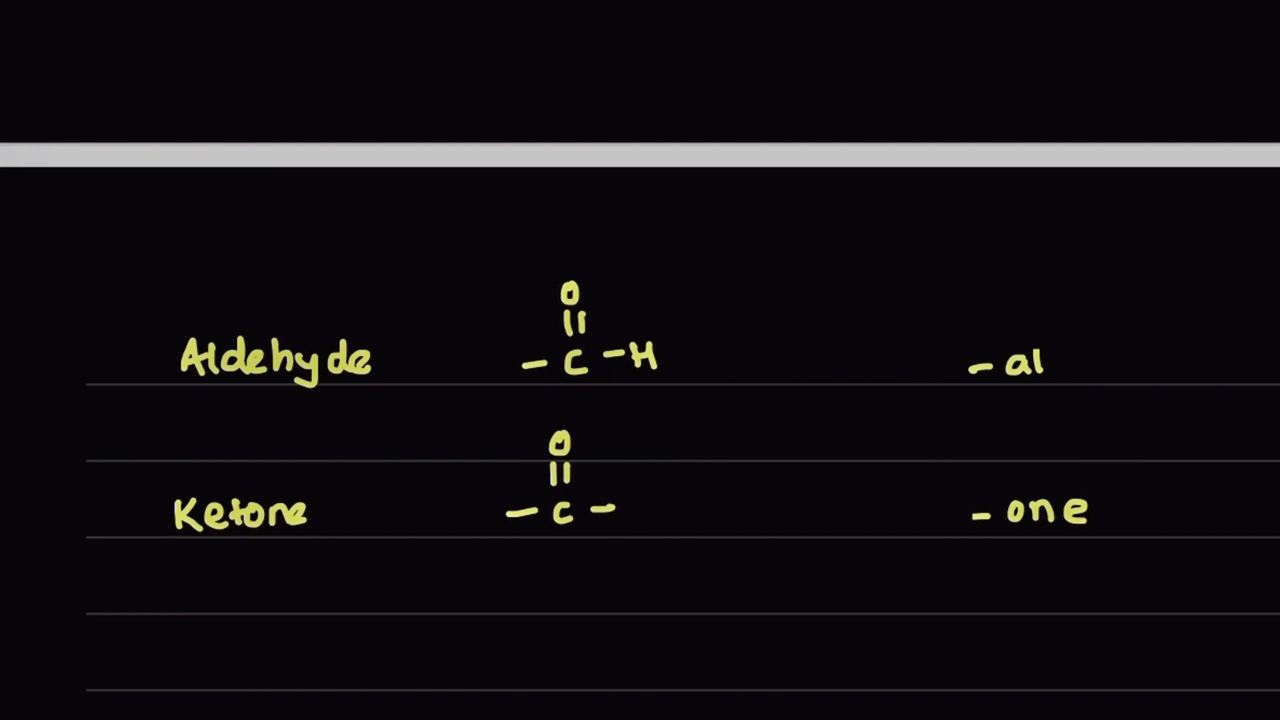 O
||
Aldehyde - C - H - al
O
||
Ketone - C - - one